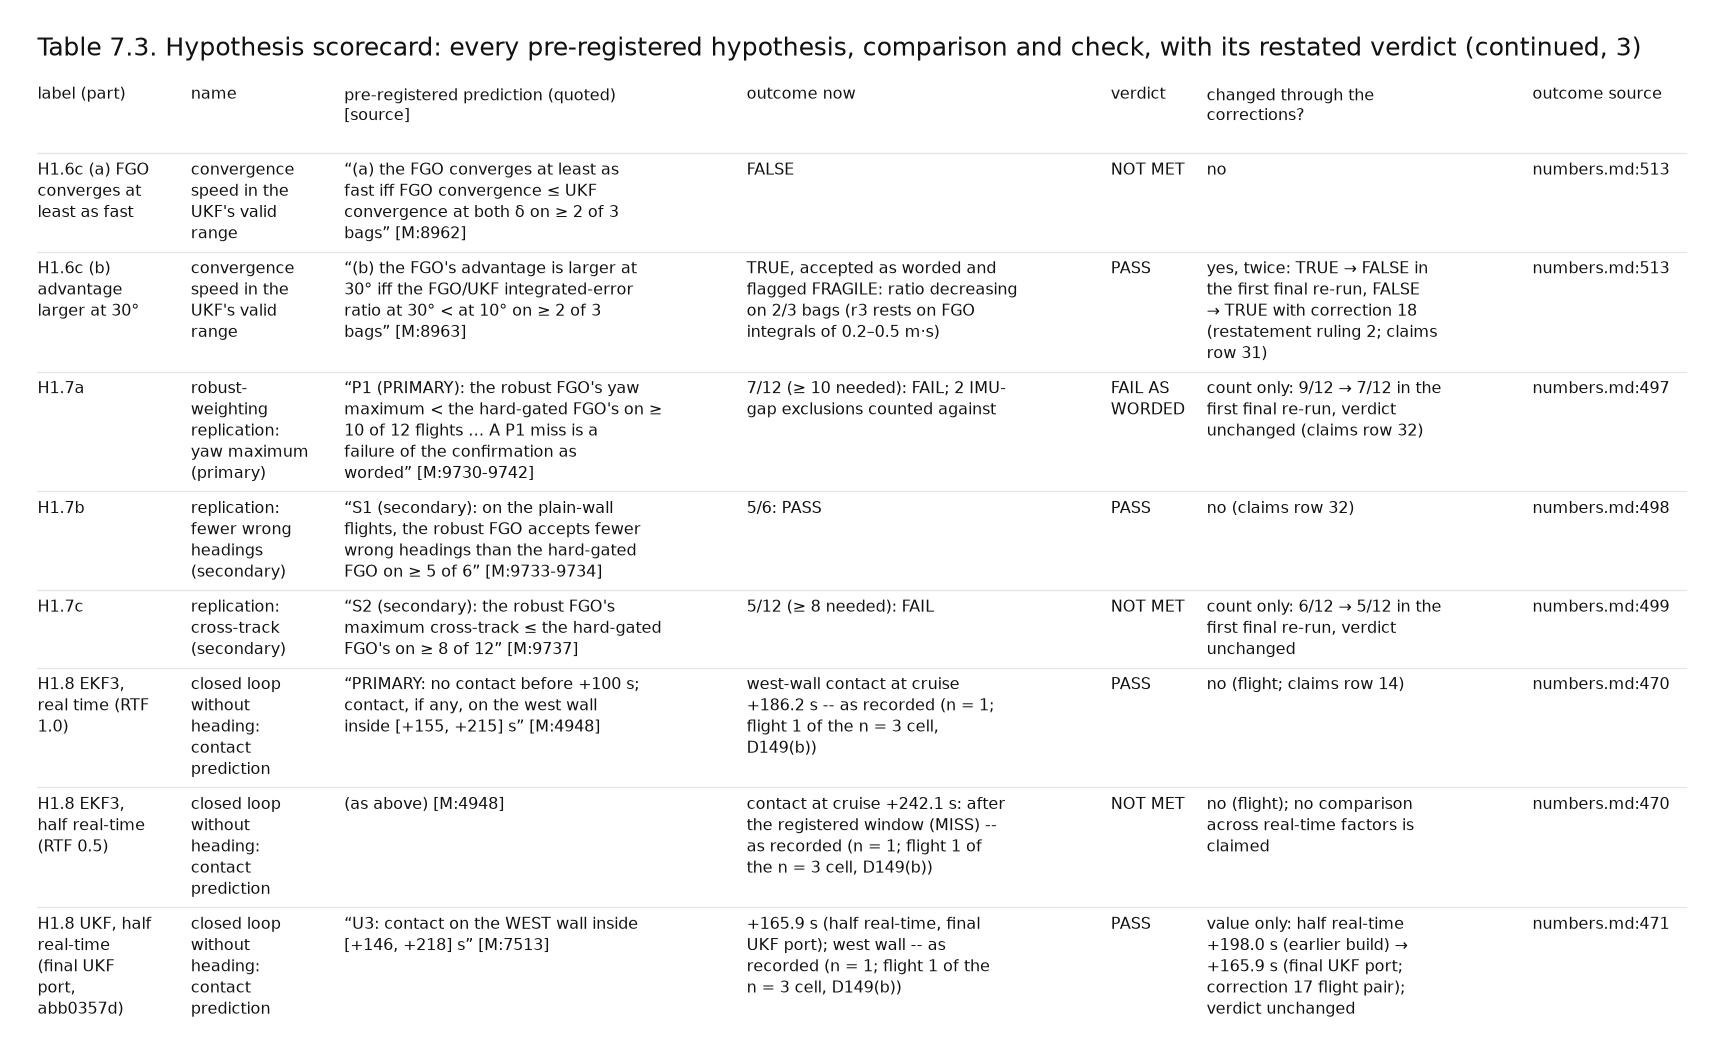 Table 7.3. Hypothesis scorecard: every pre-registered hypothesis, comparison and check, with its restated verdict (continued, 3)
label (part)
name
pre-registered prediction (quoted)
[source]
outcome now
verdict
changed through the
corrections?
outcome source
H1.6c (a) FGO
converges at
least as fast
convergence
speed in the
UKF's valid
range
“(a) the FGO converges at least as
fast iff FGO convergence ≤ UKF
convergence at both δ on ≥ 2 of 3
bags” [M:8962]
FALSE
NOT MET
no
numbers.md:513
H1.6c (b)
advantage
larger at 30°
convergence
speed in the
UKF's valid
range
“(b) the FGO's advantage is larger at
30° iff the FGO/UKF integrated-error
ratio at 30° < at 10° on ≥ 2 of 3
bags” [M:8963]
TRUE, accepted as worded and
flagged FRAGILE: ratio decreasing
on 2/3 bags (r3 rests on FGO
integrals of 0.2–0.5 m·s)
PASS
yes, twice: TRUE → FALSE in
the first final re-run, FALSE
→ TRUE with correction 18
(restatement ruling 2; claims
row 31)
numbers.md:513
H1.7a
robust-
weighting
replication:
yaw maximum
(primary)
“P1 (PRIMARY): the robust FGO's yaw
maximum < the hard-gated FGO's on ≥
10 of 12 flights … A P1 miss is a
failure of the confirmation as
worded” [M:9730-9742]
7/12 (≥ 10 needed): FAIL; 2 IMU-
gap exclusions counted against
FAIL AS
WORDED
count only: 9/12 → 7/12 in the
first final re-run, verdict
unchanged (claims row 32)
numbers.md:497
H1.7b
replication:
fewer wrong
headings
(secondary)
“S1 (secondary): on the plain-wall
flights, the robust FGO accepts fewer
wrong headings than the hard-gated
FGO on ≥ 5 of 6” [M:9733-9734]
5/6: PASS
PASS
no (claims row 32)
numbers.md:498
H1.7c
replication:
cross-track
(secondary)
“S2 (secondary): the robust FGO's
maximum cross-track ≤ the hard-gated
FGO's on ≥ 8 of 12” [M:9737]
5/12 (≥ 8 needed): FAIL
NOT MET
count only: 6/12 → 5/12 in the
first final re-run, verdict
unchanged
numbers.md:499
H1.8 EKF3,
real time (RTF
1.0)
closed loop
without
heading:
contact
prediction
“PRIMARY: no contact before +100 s;
contact, if any, on the west wall
inside [+155, +215] s” [M:4948]
west-wall contact at cruise
+186.2 s -- as recorded (n = 1;
flight 1 of the n = 3 cell,
D149(b))
PASS
no (flight; claims row 14)
numbers.md:470
H1.8 EKF3,
half real-time
(RTF 0.5)
closed loop
without
heading:
contact
prediction
(as above) [M:4948]
contact at cruise +242.1 s: after
the registered window (MISS) --
as recorded (n = 1; flight 1 of
the n = 3 cell, D149(b))
NOT MET
no (flight); no comparison
across real-time factors is
claimed
numbers.md:470
H1.8 UKF, half
real-time
(final UKF
port,
abb0357d)
closed loop
without
heading:
contact
prediction
“U3: contact on the WEST wall inside
[+146, +218] s” [M:7513]
+165.9 s (half real-time, final
UKF port); west wall -- as
recorded (n = 1; flight 1 of the
n = 3 cell, D149(b))
PASS
value only: half real-time
+198.0 s (earlier build) →
+165.9 s (final UKF port;
correction 17 flight pair);
verdict unchanged
numbers.md:471